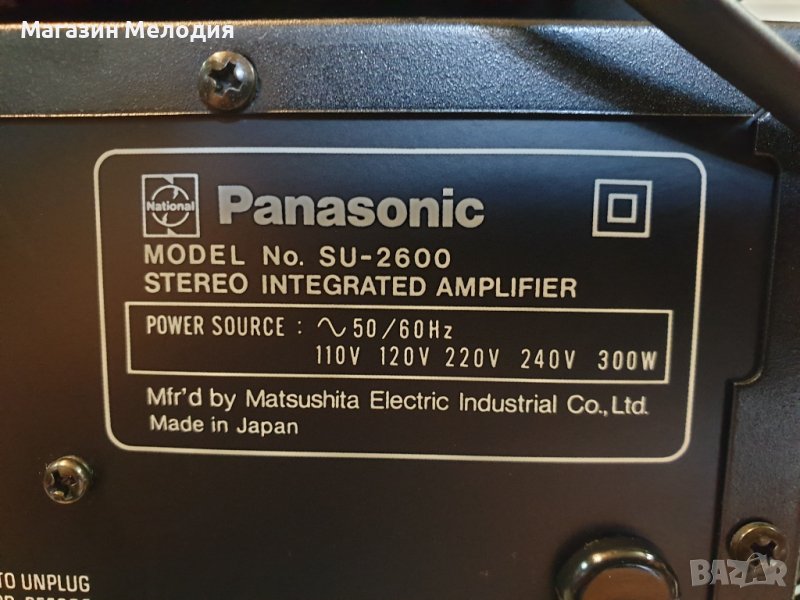 Магазин Мелодия
National Panasonic
MODEL No. SU-2600
STEREO INTEGRATED AMPLIFIER
POWER SOURCE : ∿ 50/60Hz
110V 120V 220V 240V 300W
Mfr'd by Matsushita Electric Industrial Co., Ltd.
Made in Japan
TO UNPLUG
BAZAR